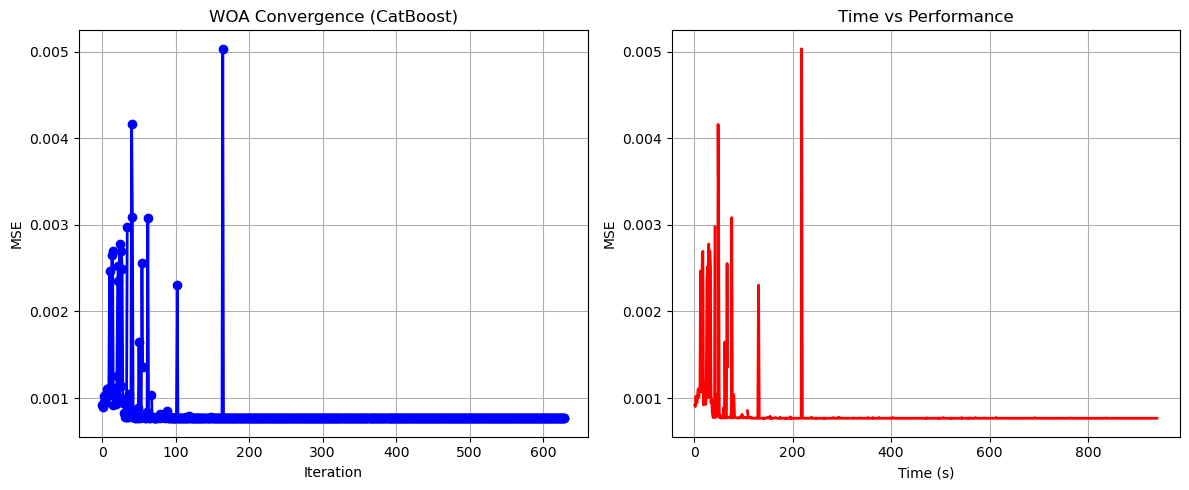 WOA Convergence (CatBoost)
0.005
0.004
0.003
0.002
0.001
MSE
0 100 200 300 400 500 600
Iteration
Time vs Performance
0.005
0.004
0.003
0.002
0.001
MSE
0 200 400 600 800
Time (s)